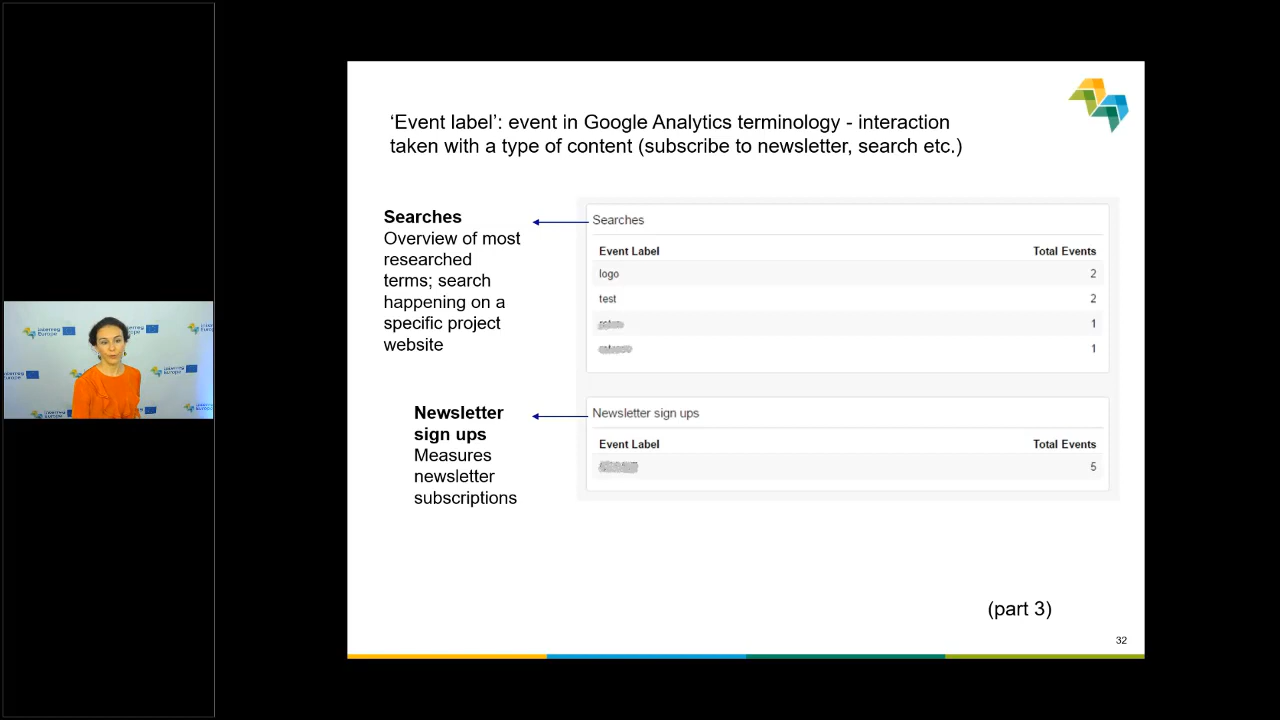 ‘Event label’: event in Google Analytics terminology - interaction
taken with a type of content (subscribe to newsletter, search etc.)
Searches
Overview of most
researched
terms; search
happening on a
specific project
website
Searches
Event Label Total Events
logo 2
test 2
1
1
Newsletter
sign ups
Measures
newsletter
subscriptions
Newsletter sign ups
Event Label Total Events
5
(part 3)
32
Interreg
Europe